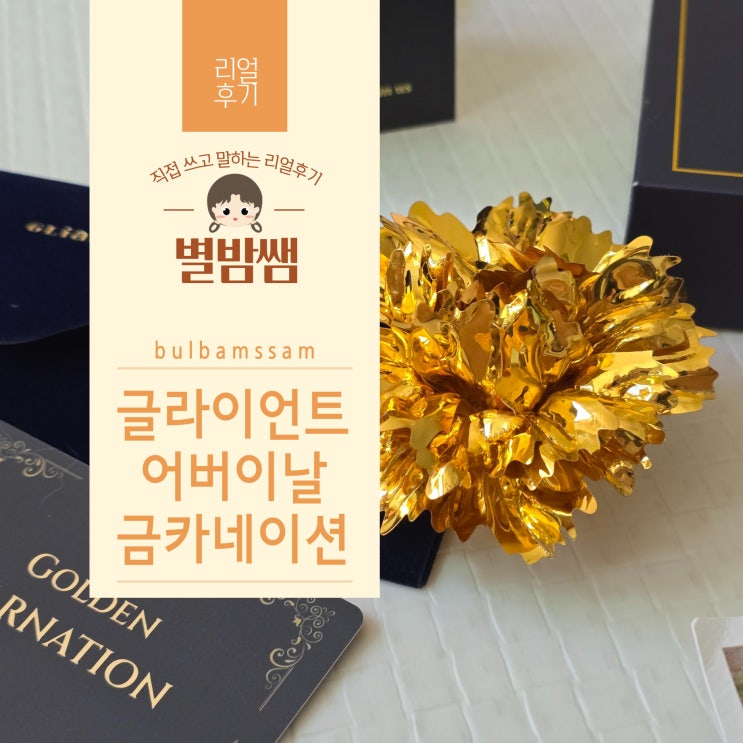 리얼
후기
직접 쓰고 말하는 리얼후기
별밤쌤
bulbamssam
글라이언트
어버이날
금카네이션
GOLDEN